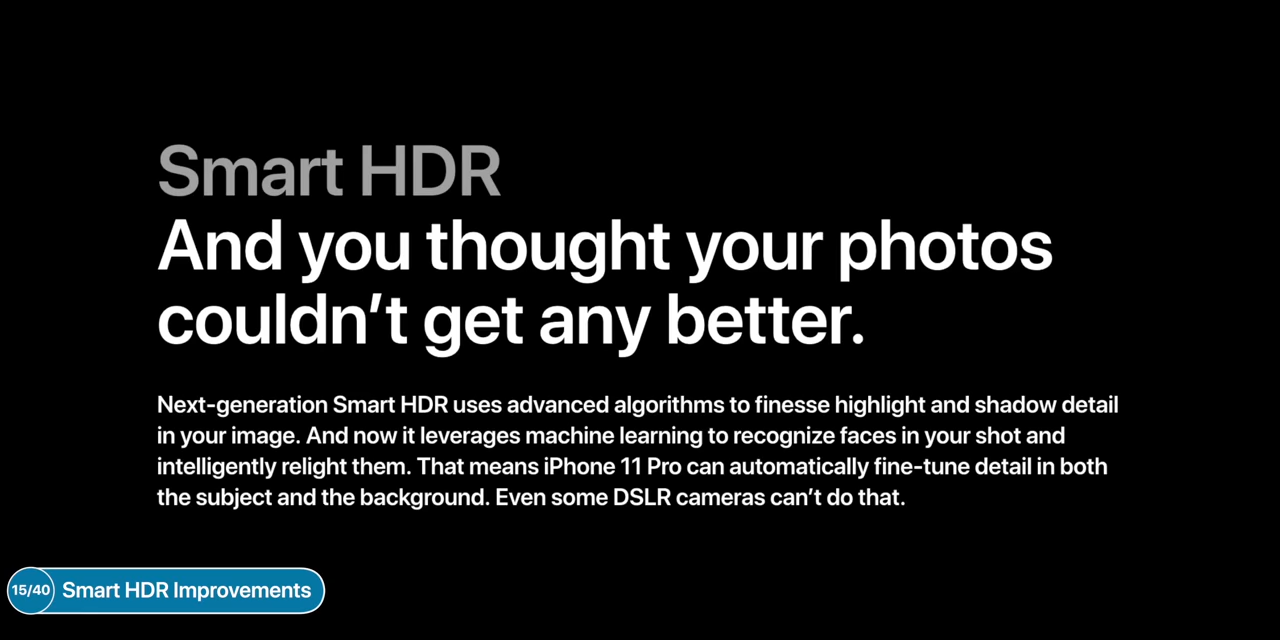 Smart HDR
And you thought your photos
couldn’t get any better.
Next-generation Smart HDR uses advanced algorithms to finesse highlight and shadow detail
in your image. And now it leverages machine learning to recognize faces in your shot and
intelligently relight them. That means iPhone 11 Pro can automatically fine-tune detail in both
the subject and the background. Even some DSLR cameras can’t do that.
15/40 Smart HDR Improvements